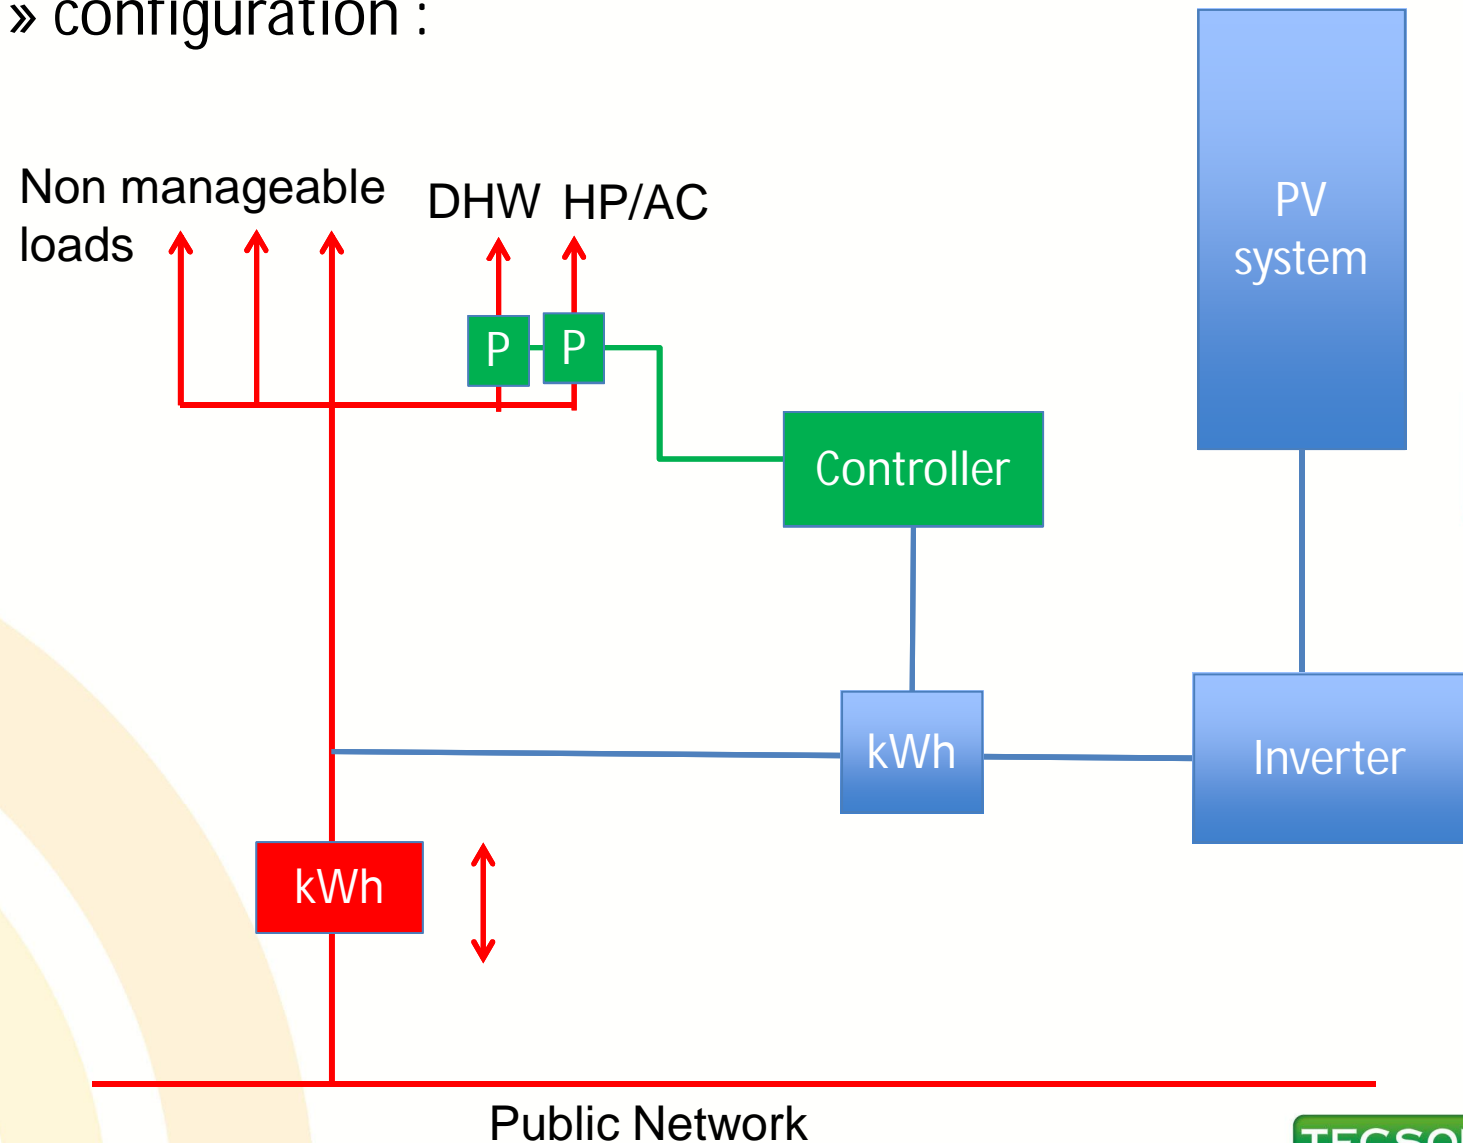 » configuration :
Non manageable
loads
DHW
HP/AC
PV
system
P
P
Controller
kWh
Inverter
kWh
Public Network